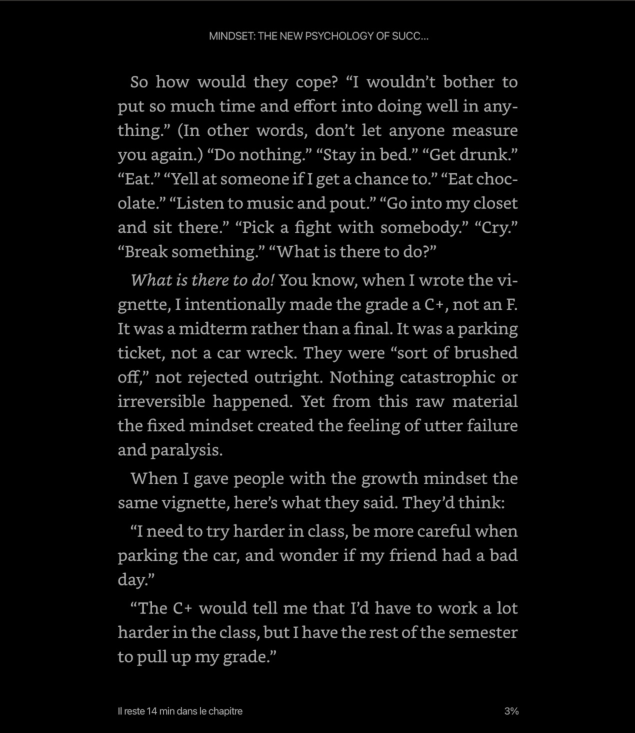 MINDSET: THE NEW PSYCHOLOGY OF SUCC...
So how would they cope? “I wouldn’t bother to
put so much time and effort into doing well in any-
thing.” (In other words, don’t let anyone measure
you again.) “Do nothing.” “Stay in bed.” “Get drunk.”
“Eat.” “Yell at someone if I get a chance to.” “Eat choc-
olate.” “Listen to music and pout.” “Go into my closet
and sit there.” “Pick a fight with somebody.” “Cry.”
“Break something.” “What is there to do?”
What is there to do! You know, when I wrote the vi-
gnette, I intentionally made the grade a C+, not an F.
It was a midterm rather than a final. It was a parking
ticket, not a car wreck. They were “sort of brushed
off,” not rejected outright. Nothing catastrophic or
irreversible happened. Yet from this raw material
the fixed mindset created the feeling of utter failure
and paralysis.
When I gave people with the growth mindset the
same vignette, here’s what they said. They’d think:
“I need to try harder in class, be more careful when
parking the car, and wonder if my friend had a bad
day.”
“The C+ would tell me that I’d have to work a lot
harder in the class, but I have the rest of the semester
to pull up my grade.”
Il reste 14 min dans le chapitre 3%